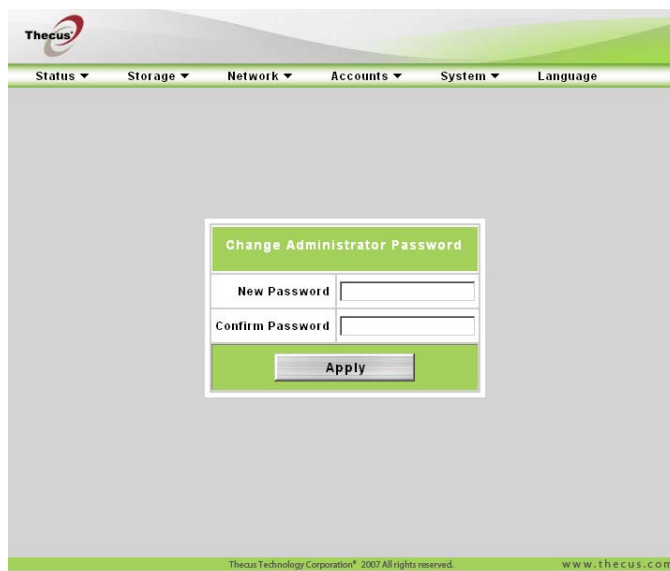 Thecus
Status Storage Network Accounts System Language
Change Administrator Password
New Password
Confirm Password
Apply
Thecus Technology Corporation® 2007 All rights reserved. www.thecus.com